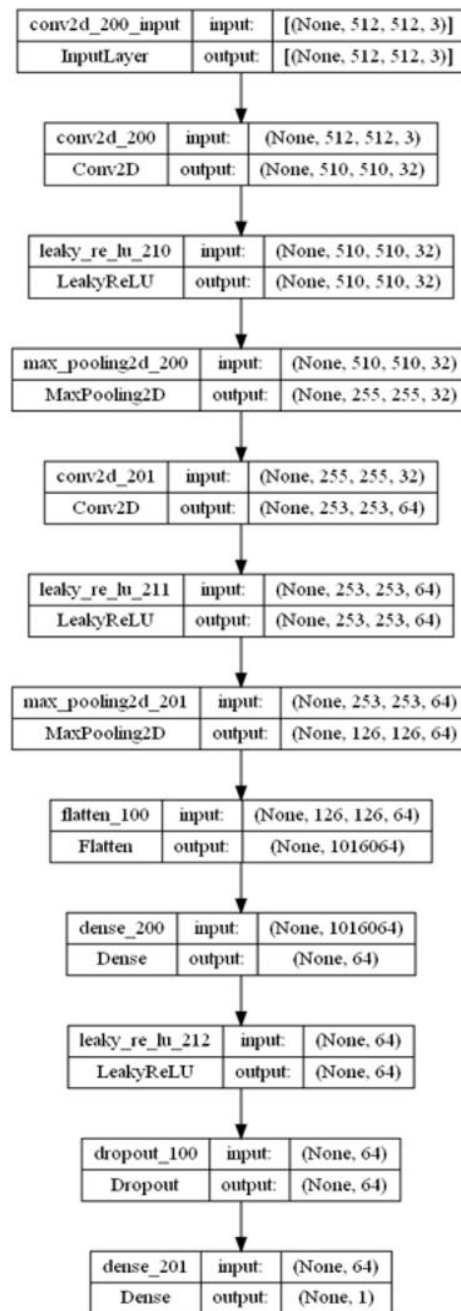 conv2d_200_input input: [(None, 512, 512, 3)]
InputLayer output: [(None, 512, 512, 3)]
conv2d_200 input: (None, 512, 512, 3)
Conv2D output: (None, 510, 510, 32)
leaky_re_lu_210 input: (None, 510, 510, 32)
LeakyReLU output: (None, 510, 510, 32)
max_pooling2d_200 input: (None, 510, 510, 32)
MaxPooling2D output: (None, 255, 255, 32)
conv2d_201 input: (None, 255, 255, 32)
Conv2D output: (None, 253, 253, 64)
leaky_re_lu_211 input: (None, 253, 253, 64)
LeakyReLU output: (None, 253, 253, 64)
max_pooling2d_201 input: (None, 253, 253, 64)
MaxPooling2D output: (None, 126, 126, 64)
flatten_100 input: (None, 126, 126, 64)
Flatten output: (None, 1016064)
dense_200 input: (None, 1016064)
Dense output: (None, 64)
leaky_re_lu_212 input: (None, 64)
LeakyReLU output: (None, 64)
dropout_100 input: (None, 64)
Dropout output: (None, 64)
dense_201 input: (None, 64)
Dense output: (None, 1)